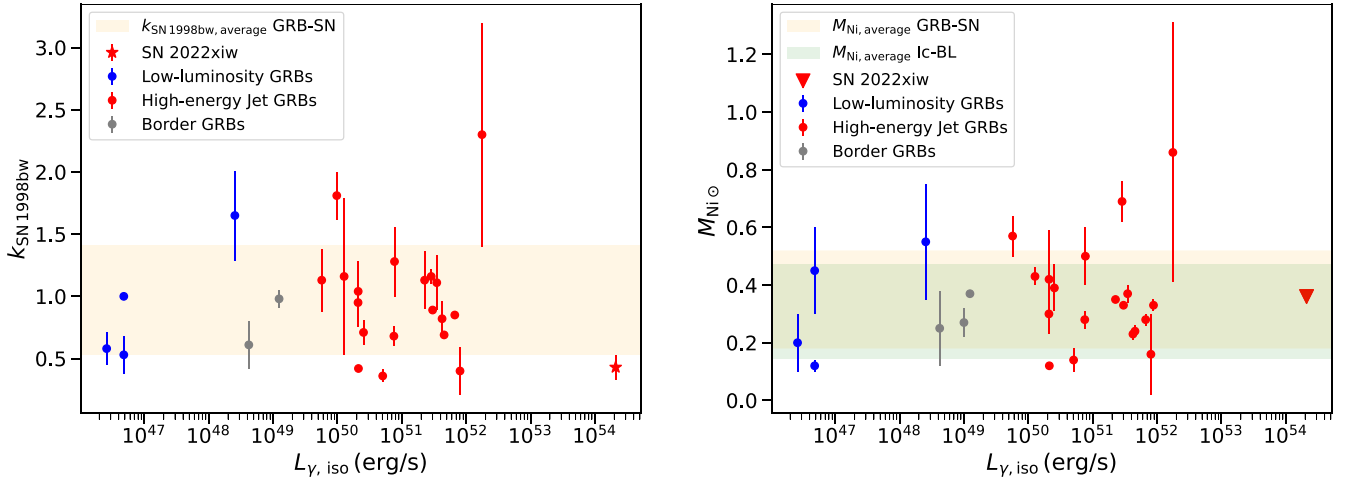 k_SN 1998bw, average GRB-SN
SN 2022xiw
Low-luminosity GRBs
High-energy Jet GRBs
Border GRBs
3.0
2.5
2.0
1.5
1.0
0.5
k_SN 1998bw
10^47 10^48 10^49 10^50 10^51 10^52 10^53 10^54
L_γ, iso (erg/s)
M_Ni, average GRB-SN
M_Ni, average Ic-BL
SN 2022xiw
Low-luminosity GRBs
High-energy Jet GRBs
Border GRBs
1.2
1.0
0.8
0.6
0.4
0.2
0.0
M_Ni ⊙
10^47 10^48 10^49 10^50 10^51 10^52 10^53 10^54
L_γ, iso (erg/s)